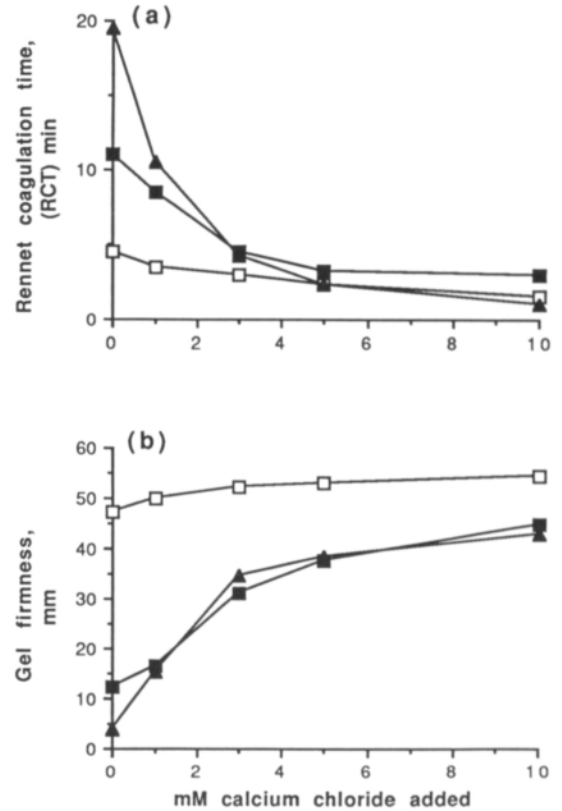 (a)
20
10
0
Rennet coagulation time,
(RCT) min
0 2 4 6 8 10
(b)
60
50
40
30
20
10
0
Gel firmness,
mm
0 2 4 6 8 10
mM calcium chloride added